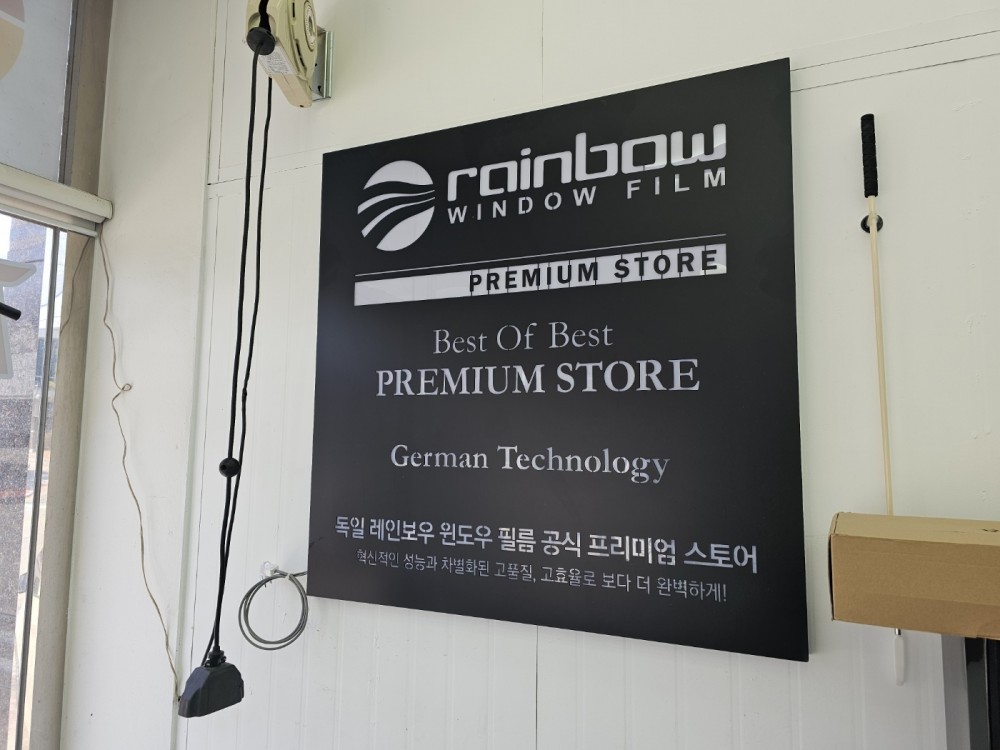 rainbow
WINDOW FILM
PREMIUM STORE
Best Of Best
PREMIUM STORE
German Technology
독일 레인보우 윈도우 필름 공식 프리미엄 스토어
혁신적인 성능과 차별화된 고품질, 고효율로 보다 더 완벽하게!